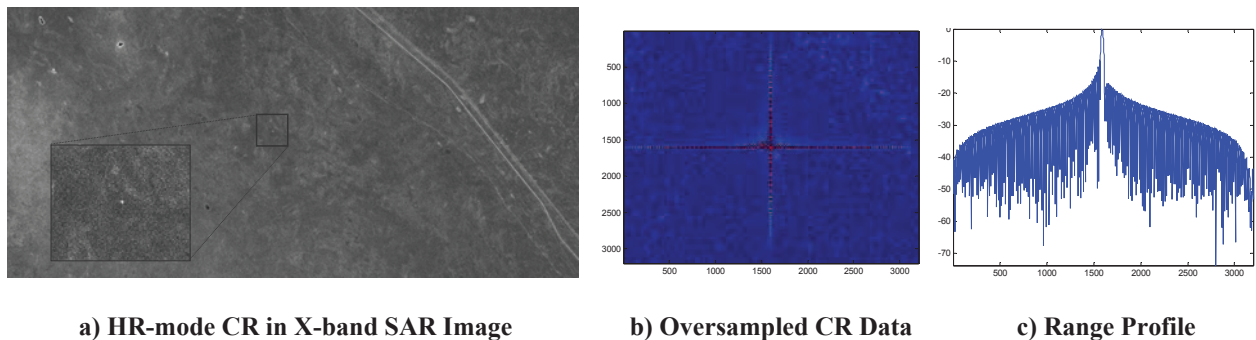 500
1000
1500
2000
2500
3000
500 1000 1500 2000 2500 3000
0
-10
-20
-30
-40
-50
-60
-70
500 1000 1500 2000 2500 3000
a) HR-mode CR in X-band SAR Image
b) Oversampled CR Data
c) Range Profile